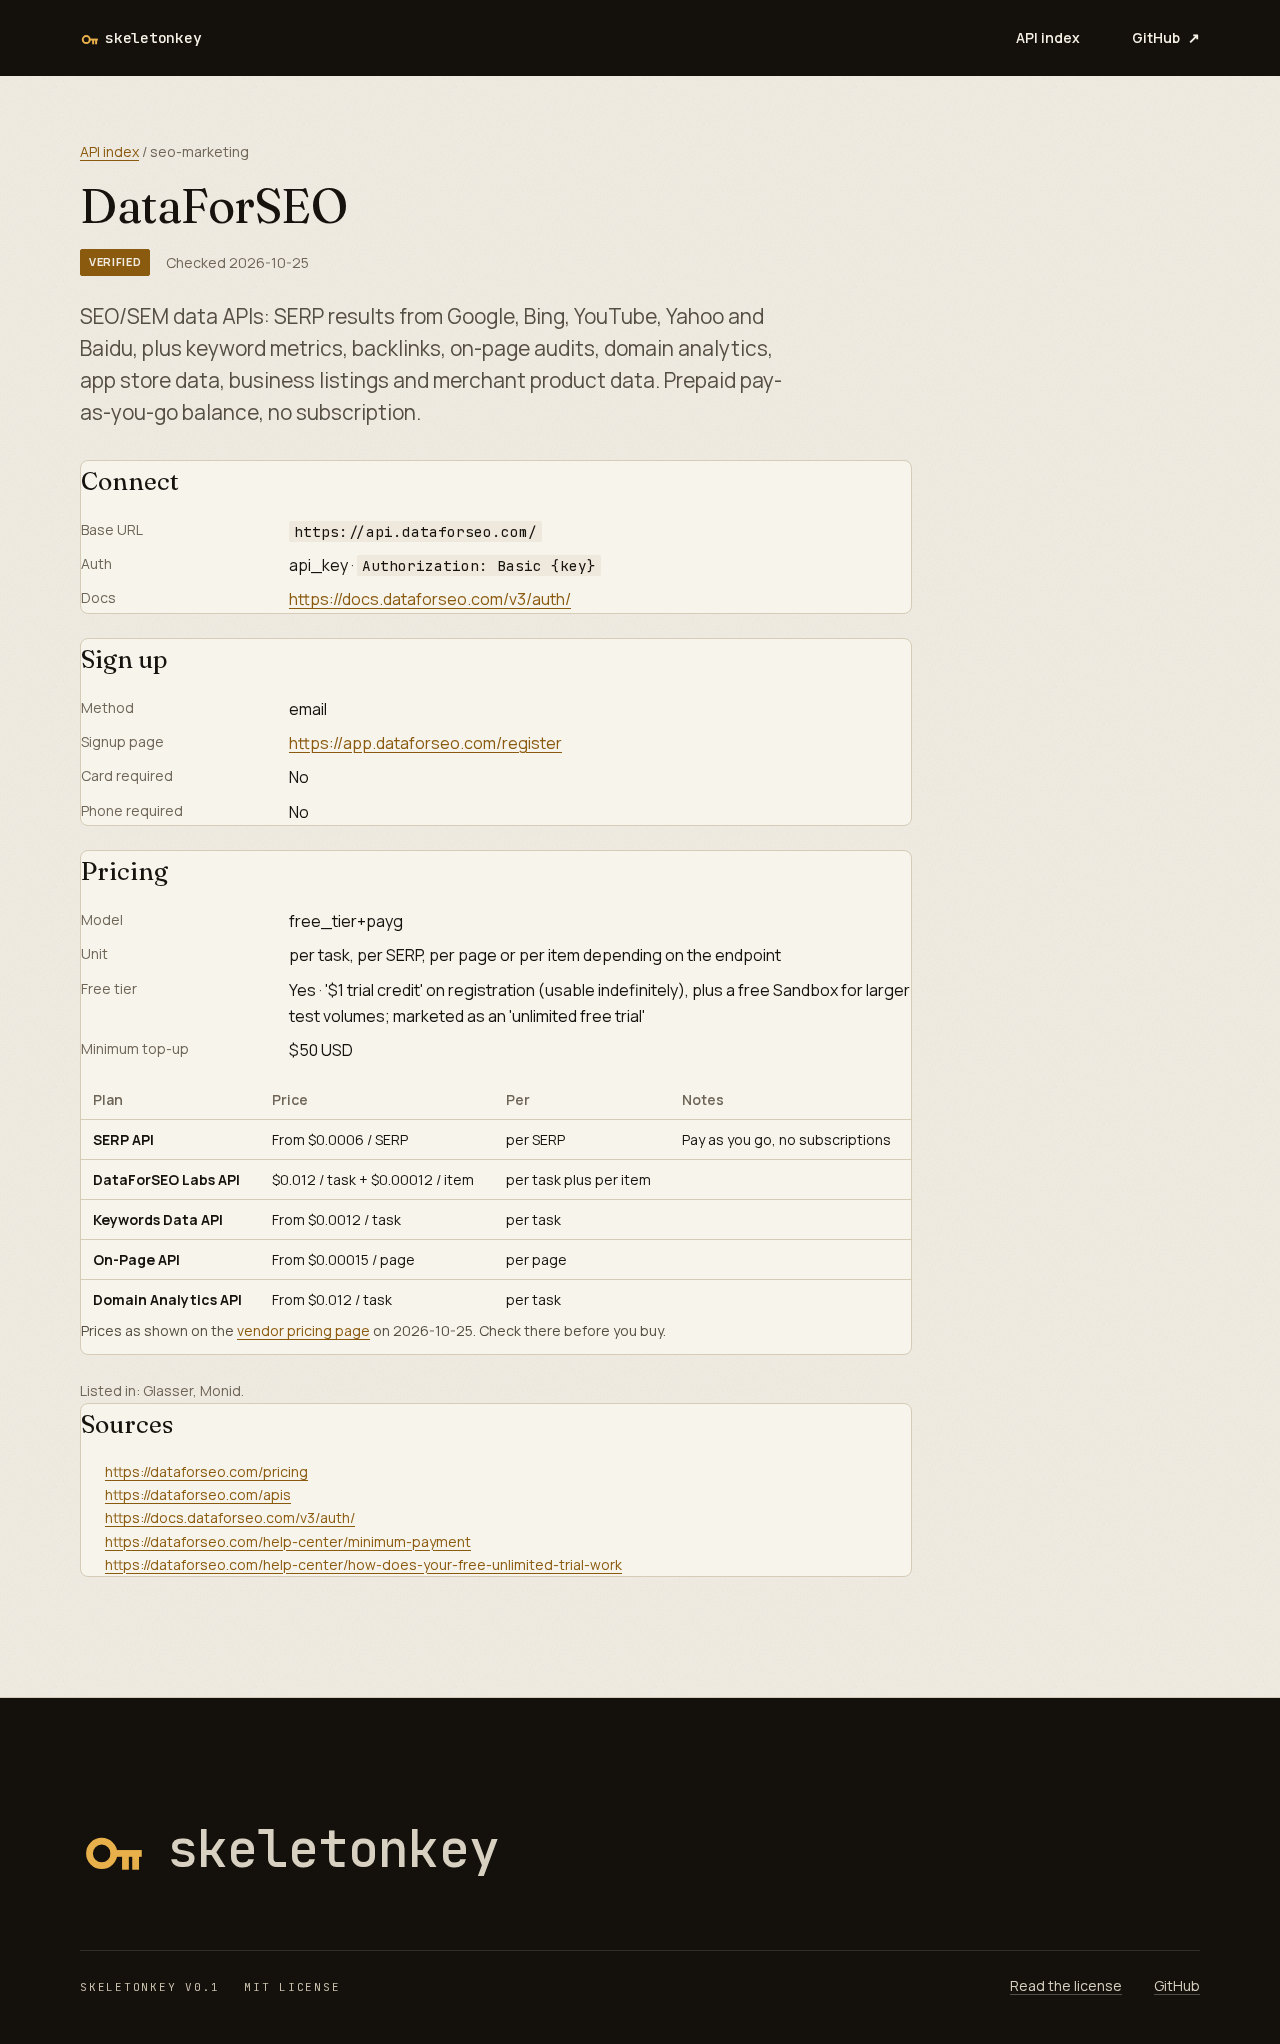 skeletonkey
API index
GitHub ↗
API index / seo-marketing
DataForSEO
VERIFIED
Checked 2026-10-25
SEO/SEM data APIs: SERP results from Google, Bing, YouTube, Yahoo and
Baidu, plus keyword metrics, backlinks, on-page audits, domain analytics,
app store data, business listings and merchant product data. Prepaid pay-
as-you-go balance, no subscription.
Connect
Base URL https://api.dataforseo.com/
Auth api_key · Authorization: Basic {key}
Docs https://docs.dataforseo.com/v3/auth/
Sign up
Method email
Signup page https://app.dataforseo.com/register
Card required No
Phone required No
Pricing
Model free_tier+payg
Unit per task, per SERP, per page or per item depending on the endpoint
Free tier Yes · '$1 trial credit' on registration (usable indefinitely), plus a free Sandbox for larger
test volumes; marketed as an 'unlimited free trial'
Minimum top-up $50 USD
Plan Price Per Notes
SERP API From $0.0006 / SERP per SERP Pay as you go, no subscriptions
DataForSEO Labs API $0.012 / task + $0.00012 / item per task plus per item
Keywords Data API From $0.0012 / task per task
On-Page API From $0.00015 / page per page
Domain Analytics API From $0.012 / task per task
Prices as shown on the vendor pricing page on 2026-10-25. Check there before you buy.
Listed in: Glasser, Monid.
Sources
https://dataforseo.com/pricing
https://dataforseo.com/apis
https://docs.dataforseo.com/v3/auth/
https://dataforseo.com/help-center/minimum-payment
https://dataforseo.com/help-center/how-does-your-free-unlimited-trial-work
skeletonkey
SKELETONKEY V0.1 MIT LICENSE
Read the license
GitHub